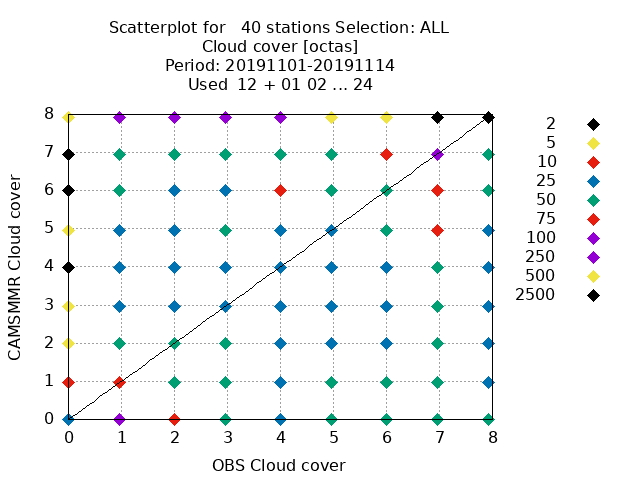 Scatterplot for 40 stations Selection: ALL
Cloud cover [octas]
Period: 20191101-20191114
Used 12 + 01 02 ... 24
8
7
6
5
4
3
2
1
0
0 1 2 3 4 5 6 7 8
CAMSMMR Cloud cover
OBS Cloud cover
2
5
10
25
50
75
100
250
500
2500